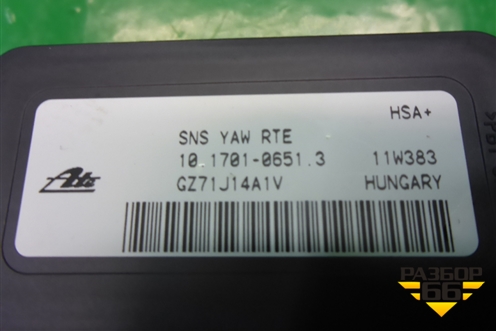 HSA+
SNS YAW RTE
10.1701-0651.3 11W383
Ate GZ71J14A1V HUNGARY
РАЗБОР
66